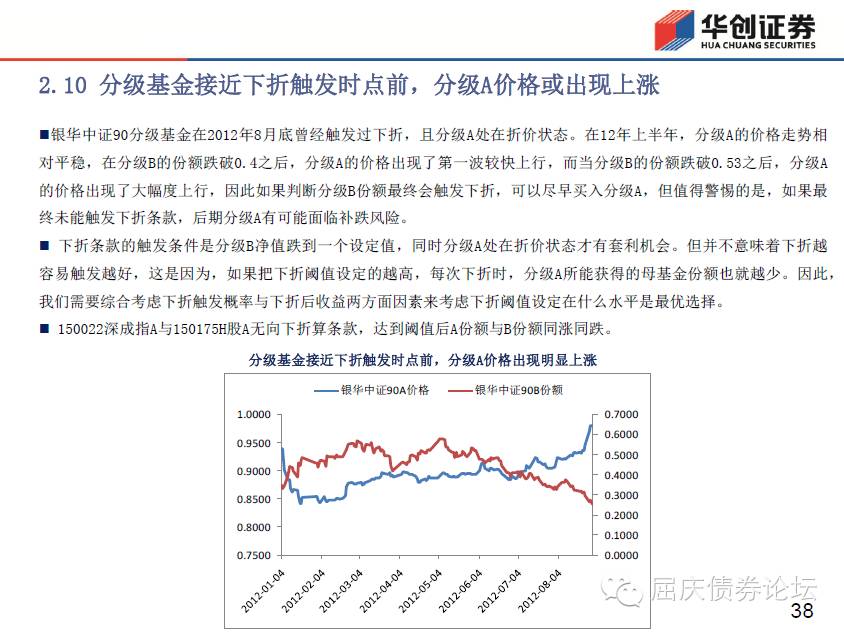 华创证券
HUA CHUANG SECURITIES
2.10 分级基金接近下折触发时点前，分级A价格或出现上涨
■银华中证90分级基金在2012年8月底曾经触发过下折，且分级A处在折价状态。在12年上半年，分级A的价格走势相
对平稳，在分级B的份额跌破0.4之后，分级A的价格出现了第一波较快上行，而当分级B的份额跌破0.53之后，分级A
的价格出现了大幅度上行，因此如果判断分级B份额最终会触发下折，可以尽早买入分级A，但值得警惕的是，如果最
终未能触发下折条款，后期分级A有可能面临补跌风险。
■ 下折条款的触发条件是分级B净值跌到一个设定值，同时分级A处在折价状态才有套利机会。但并不意味着下折越
容易触发越好，这是因为，如果把下折阈值设定的越高，每次下折时，分级A所能获得的母基金份额也就越少。因此，
我们需要综合考虑下折触发概率与下折后收益两方面因素来考虑下折阈值设定在什么水平是最优选择。
■ 150022深成指A与150175H股A无向下折算条款，达到阈值后A份额与B份额同涨同跌。
分级基金接近下折触发时点前，分级A价格出现明显上涨
银华中证90A价格 银华中证90B份额
1.0000 0.7000
0.9500 0.6000
0.9000 0.5000
0.8500 0.4000
0.8000 0.3000
0.7500 0.2000
0.1000
0.0000
2012-01-04 2012-02-04 2012-03-04 2012-04-04 2012-05-04 2012-06-04 2012-07-04 2012-08-04
屈庆债券论坛
38